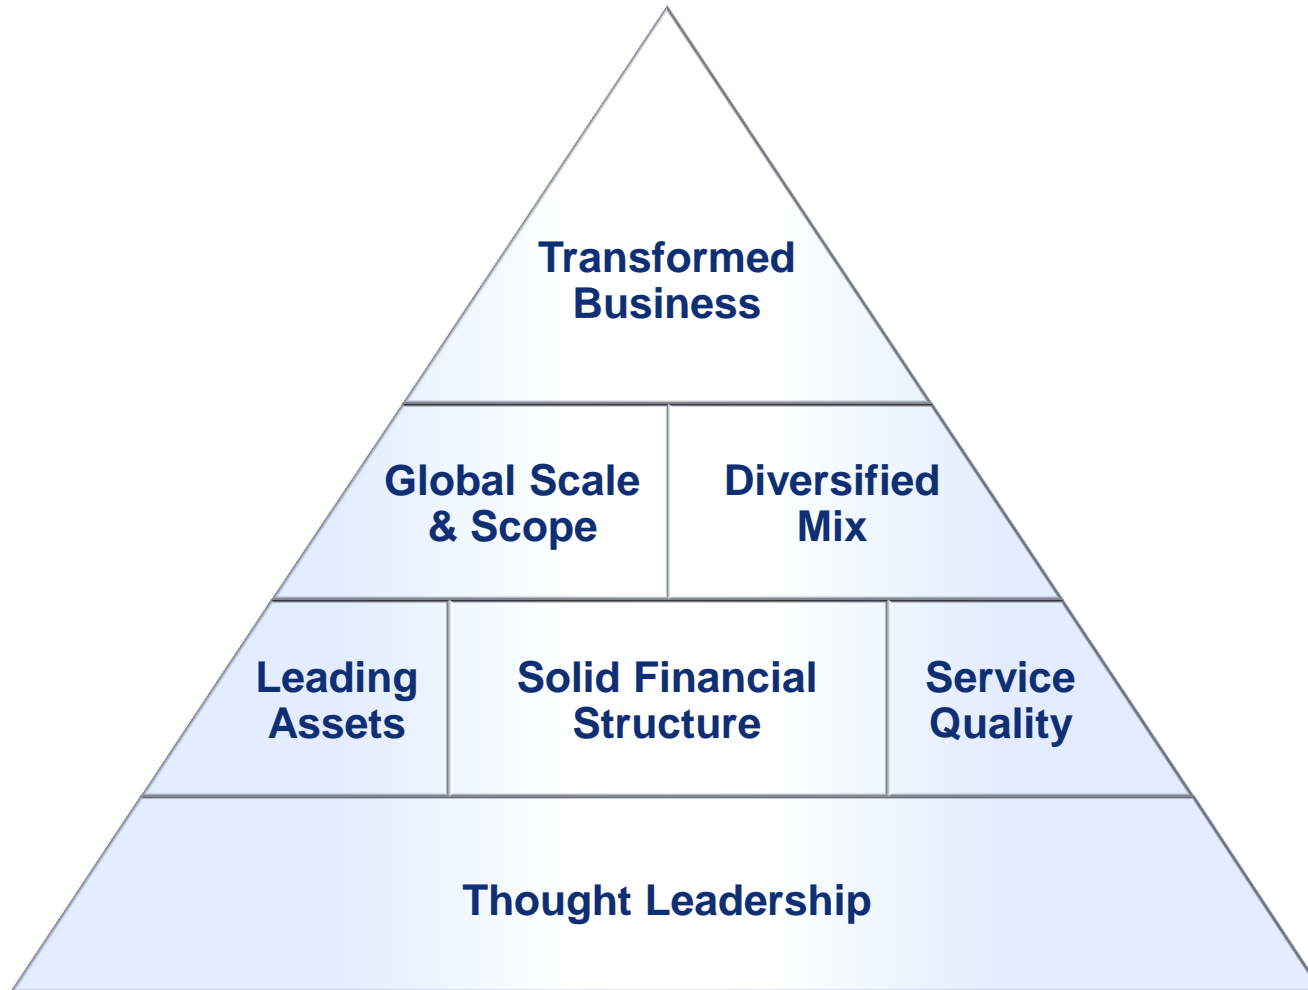 Transformed
Business
Global Scale
& Scope
Diversified
Mix
Leading
Assets
Solid Financial
Structure
Service
Quality
Thought Leadership